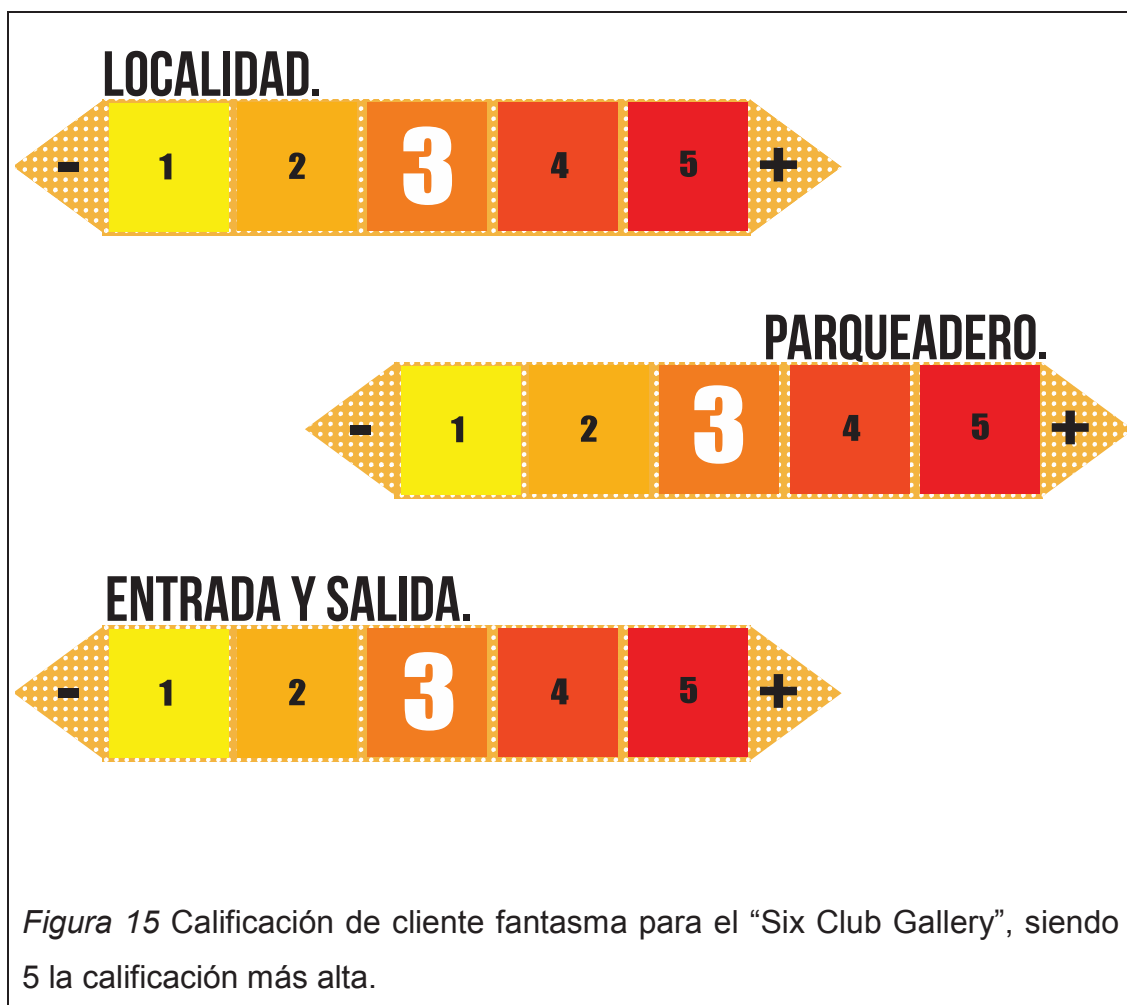 LOCALIDAD.
- 1 2 3 4 5 +
PARQUEADERO.
- 1 2 3 4 5 +
ENTRADA Y SALIDA.
- 1 2 3 4 5 +
Figura 15 Calificación de cliente fantasma para el “Six Club Gallery”, siendo
5 la calificación más alta.